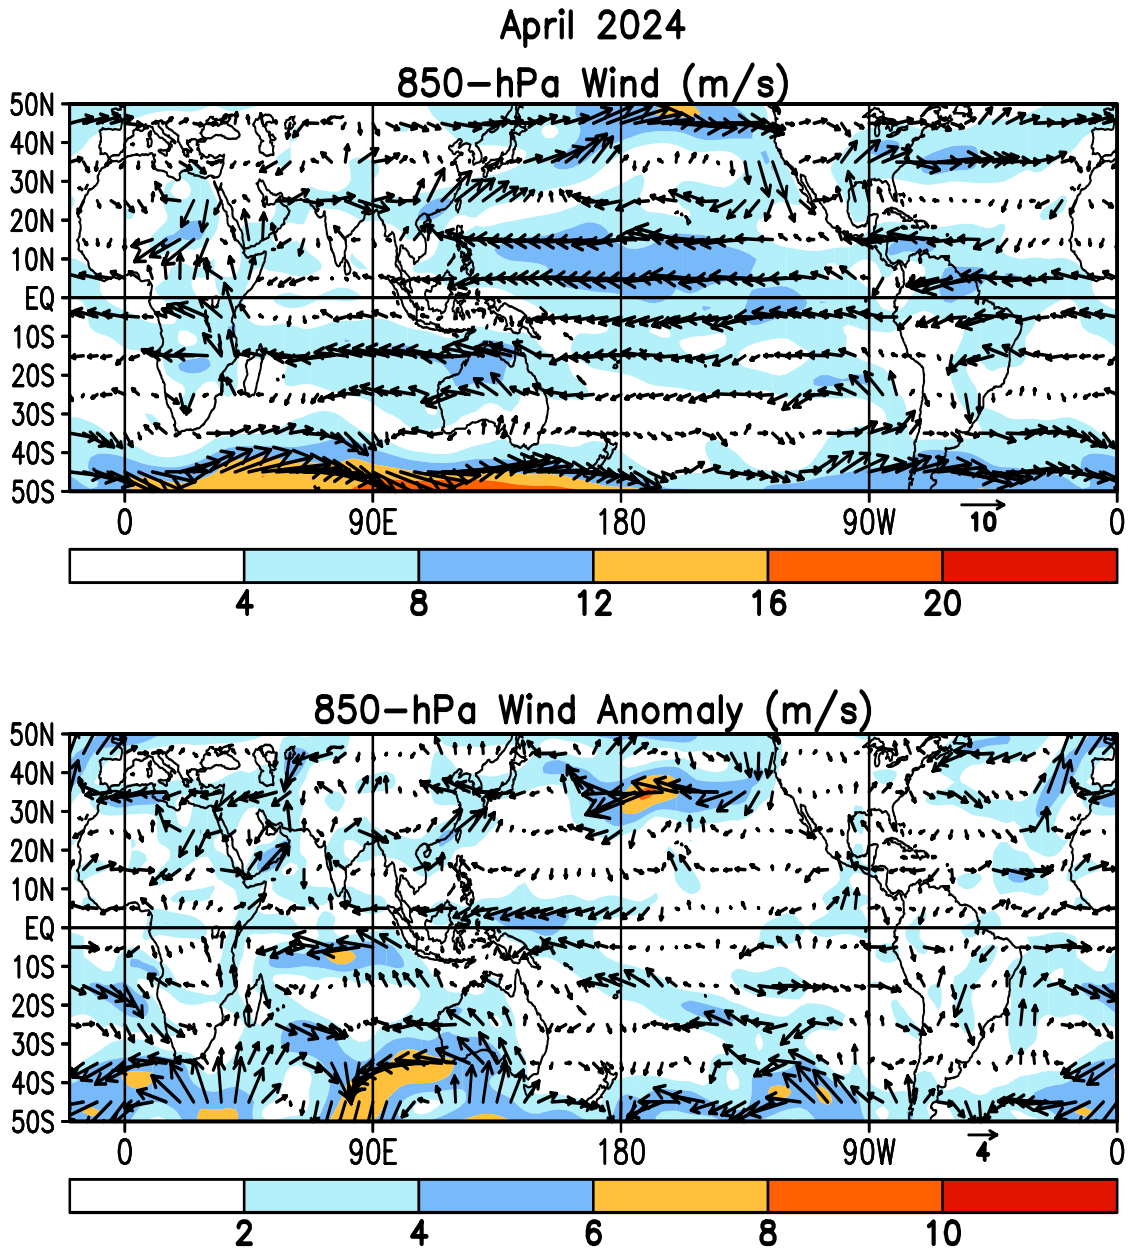 April 2024
850-hPa Wind (m/s)
50N
40N
30N
20N
10N
EQ
10S
20S
30S
40S
50S
0 90E 180 90W 0
10
4 8 12 16 20
850-hPa Wind Anomaly (m/s)
50N
40N
30N
20N
10N
EQ
10S
20S
30S
40S
50S
0 90E 180 90W 0
4
2 4 6 8 10